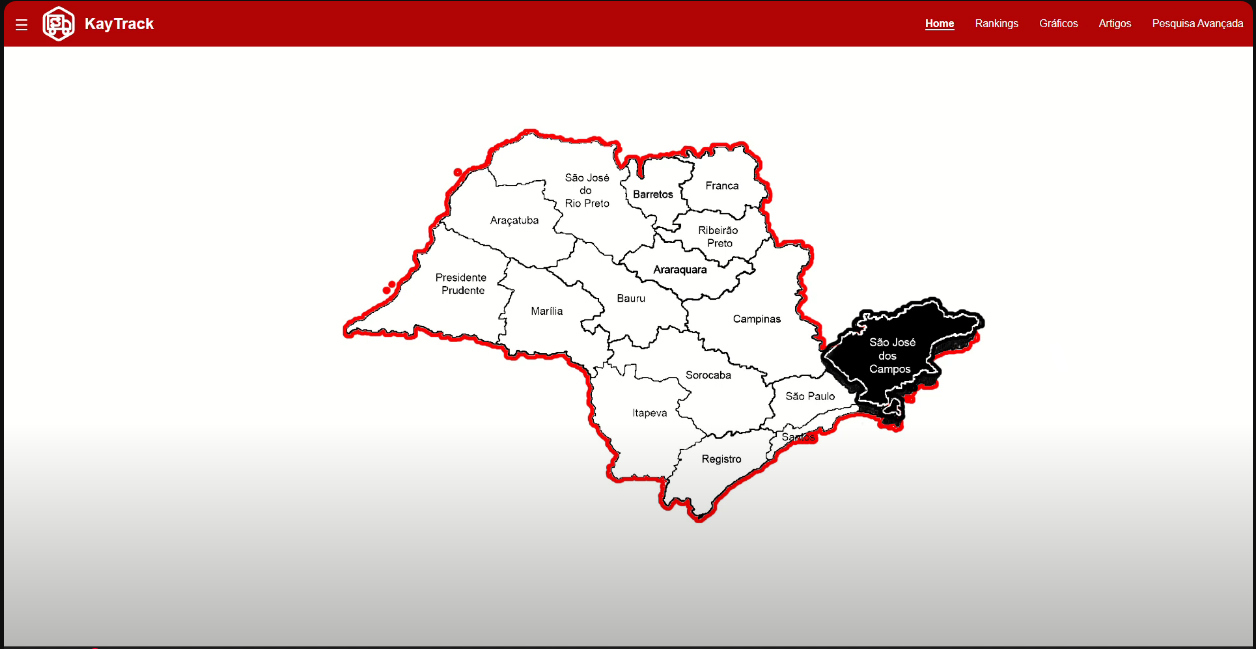 KayTrack
Home
Rankings
Gráficos
Artigos
Pesquisa Avançada
São José
do
Rio Preto
Barretos
Franca
Araçatuba
Ribeirão
Preto
Araraquara
Presidente
Prudente
Bauru
Marília
Campinas
São José
dos
Campos
Sorocaba
São Paulo
Itapeva
Santos
Registro